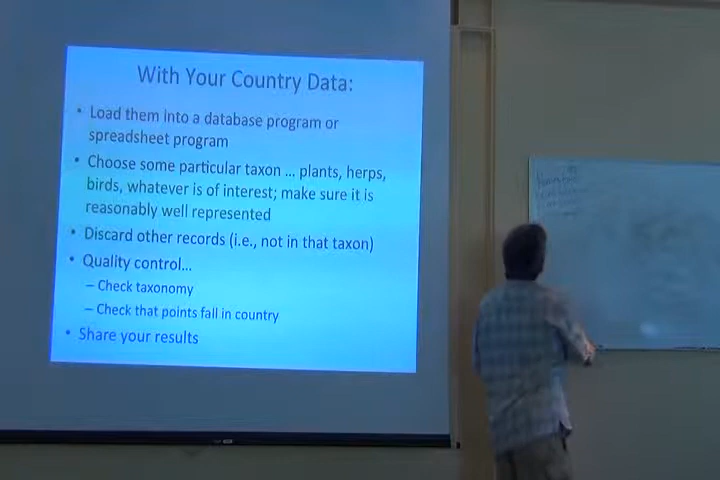 With Your Country Data:
• Load them into a database program or
spreadsheet program
• Choose some particular taxon ... plants, herps,
birds, whatever is of interest; make sure it is
reasonably well represented
• Discard other records (i.e., not in that taxon)
• Quality control...
– Check taxonomy
– Check that points fall in country
• Share your results